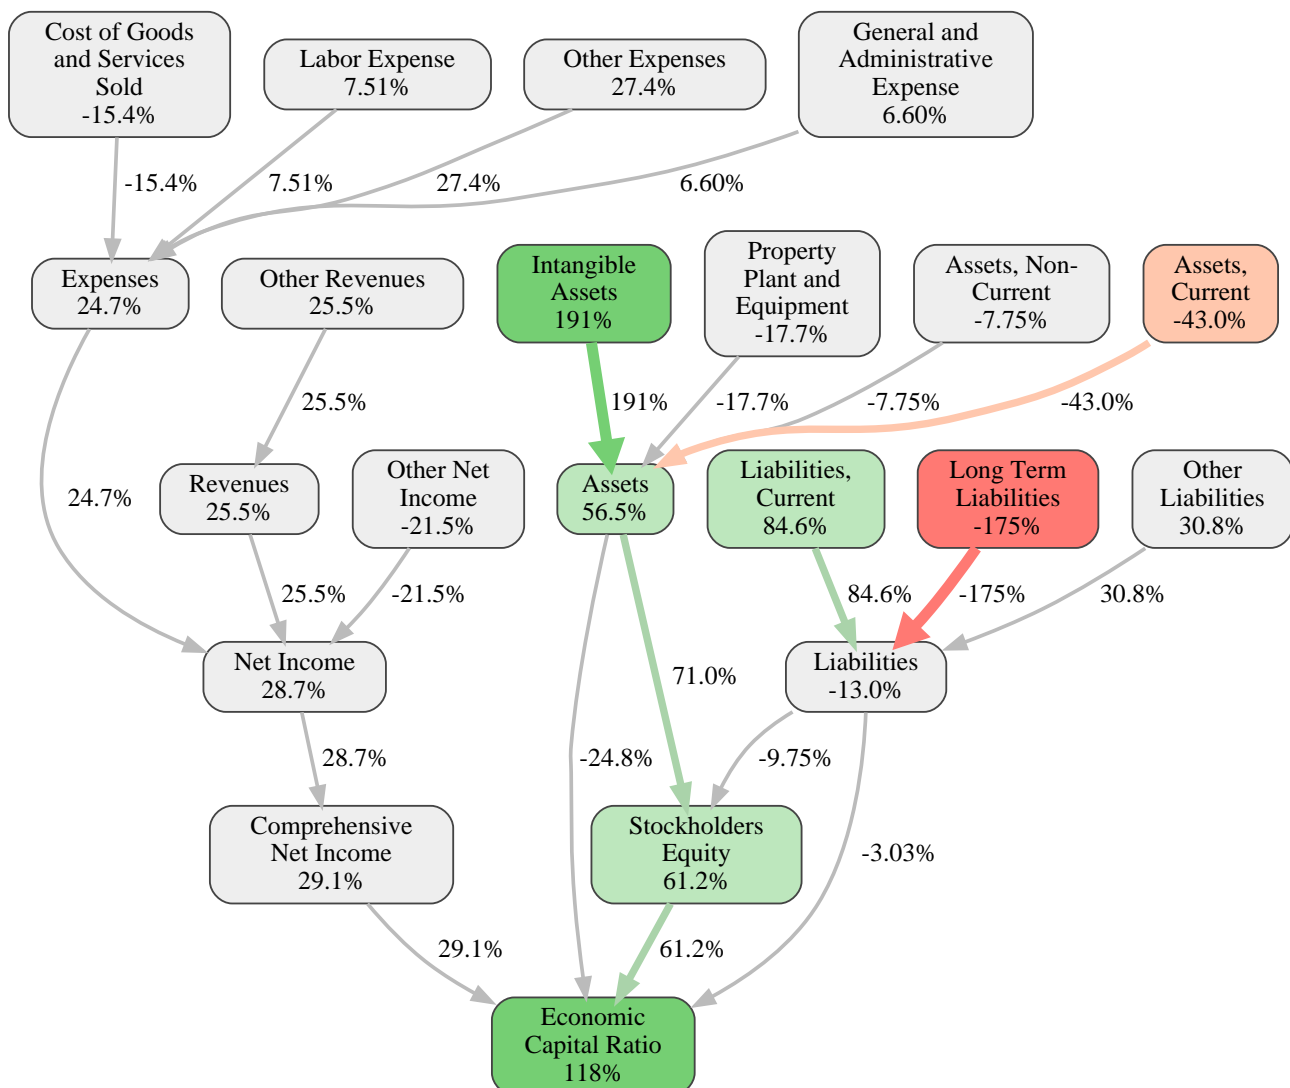 Cost of Goods
and Services
Sold
-15.4%
Labor Expense
7.51%
Other Expenses
27.4%
General and
Administrative
Expense
6.60%
-15.4%
7.51%
27.4%
6.60%
Expenses
24.7%
Other Revenues
25.5%
Intangible
Assets
191%
Property
Plant and
Equipment
-17.7%
Assets, Non-
Current
-7.75%
Assets,
Current
-43.0%
25.5%
191%
-17.7%
-7.75%
-43.0%
Revenues
25.5%
Other Net
Income
-21.5%
Assets
56.5%
Liabilities,
Current
84.6%
Long Term
Liabilities
-175%
Other
Liabilities
30.8%
24.7%
25.5%
-21.5%
84.6%
-175%
30.8%
Net Income
28.7%
71.0%
Liabilities
-13.0%
28.7%
-24.8%
-9.75%
Comprehensive
Net Income
29.1%
Stockholders
Equity
61.2%
-3.03%
29.1%
61.2%
Economic
Capital Ratio
118%